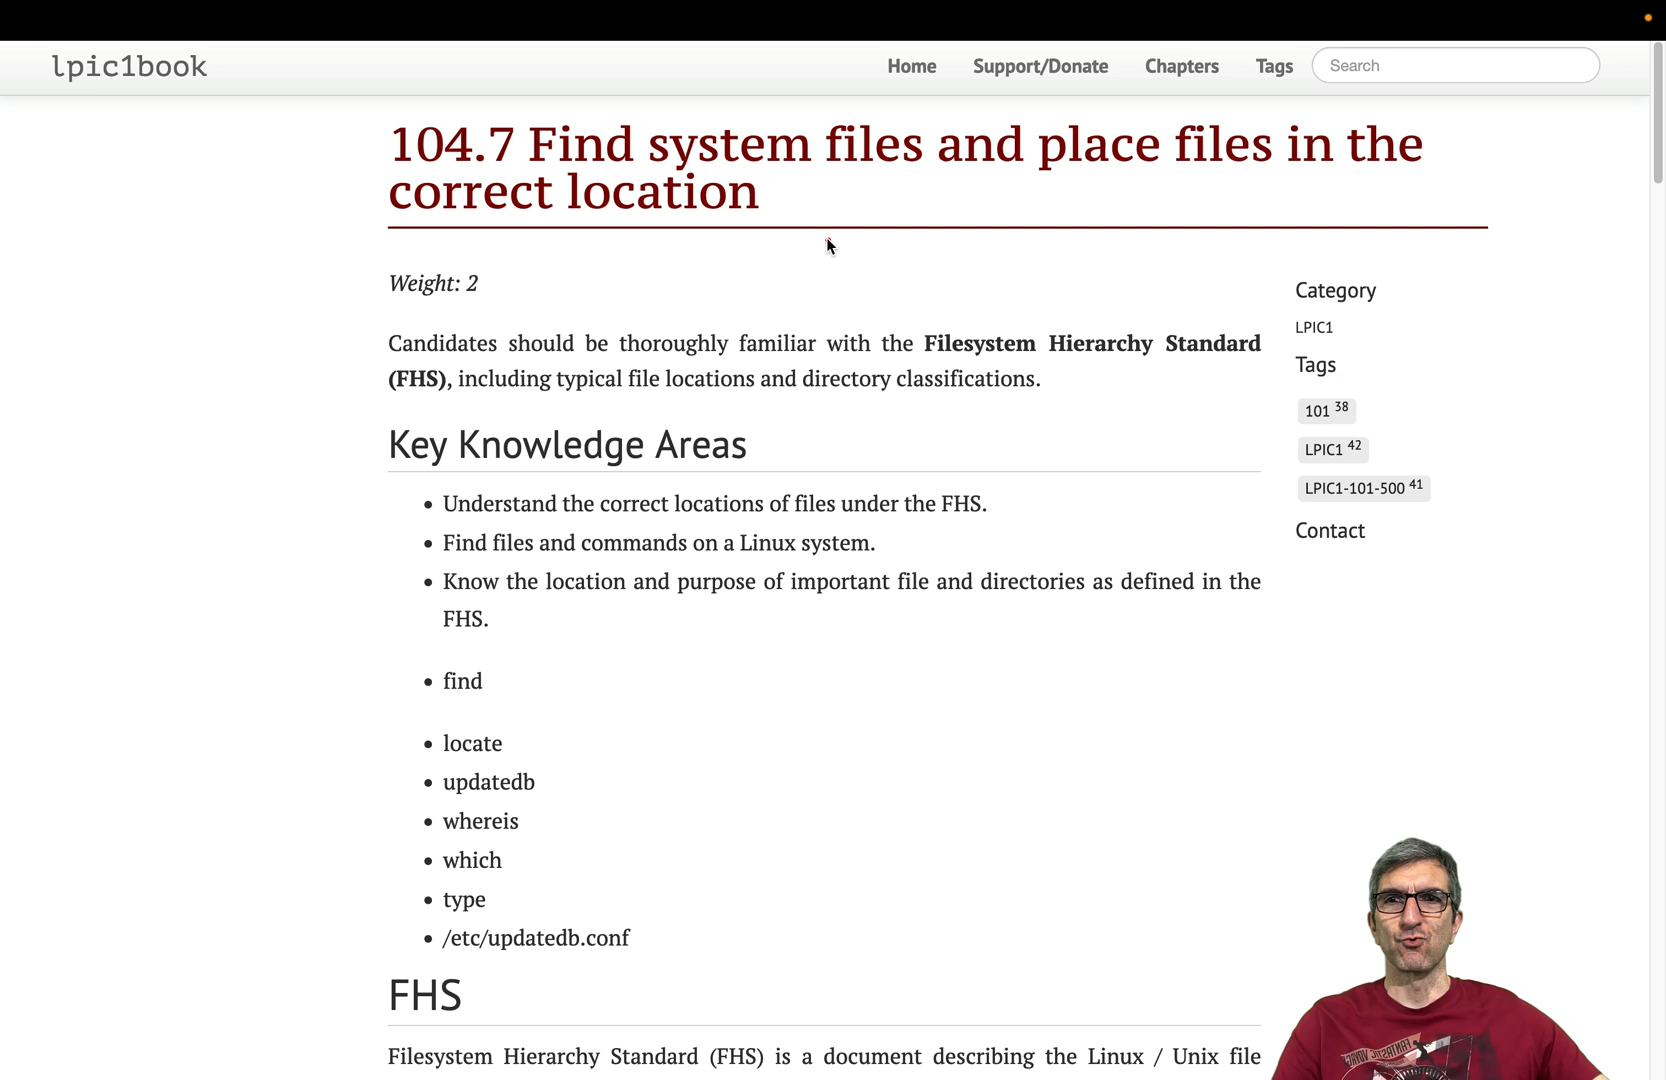 lpic1book
Home Support/Donate Chapters Tags Search
104.7 Find system files and place files in the
correct location
Weight: 2
Candidates should be thoroughly familiar with the Filesystem Hierarchy Standard
(FHS), including typical file locations and directory classifications.
Key Knowledge Areas
• Understand the correct locations of files under the FHS.
• Find files and commands on a Linux system.
• Know the location and purpose of important file and directories as defined in the
FHS.
• find
• locate
• updatedb
• whereis
• which
• type
• /etc/updatedb.conf
FHS
Filesystem Hierarchy Standard (FHS) is a document describing the Linux / Unix file
Category
LPIC1
Tags
101 38
LPIC1 42
LPIC1-101-500 41
Contact